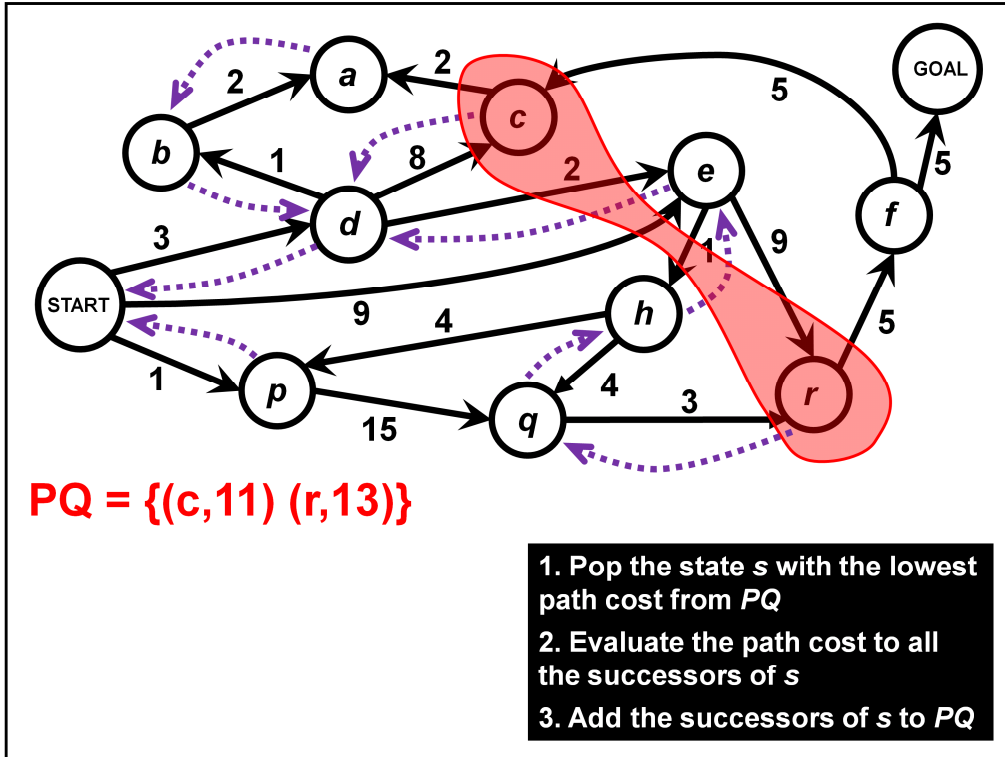 GOAL
a
2
2
5
c
b
1
8
2
e
5
d
3
9
f
START
9
1
h
4
5
1
p
4
r
15
q
3
PQ = {(c,11) (r,13)}
1. Pop the state s with the lowest
path cost from PQ
2. Evaluate the path cost to all
the successors of s
3. Add the successors of s to PQ